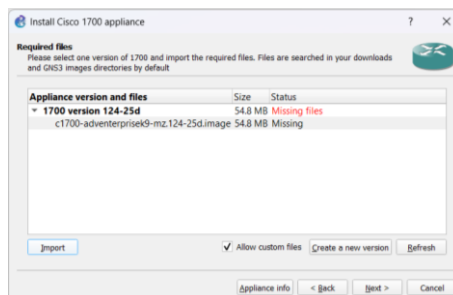 Install Cisco 1700 appliance
Required files
Please select one version of 1700 and import the required files. Files are searched in your downloads
and GNS3 images directories by default
Appliance version and files Size Status
1700 version 124-25d 54.8 MB Missing files
c1700-adventerprisek9-mz.124-25d.image 54.8 MB Missing
Import Allow custom files Create a new version Refresh
Appliance info < Back Next > Cancel